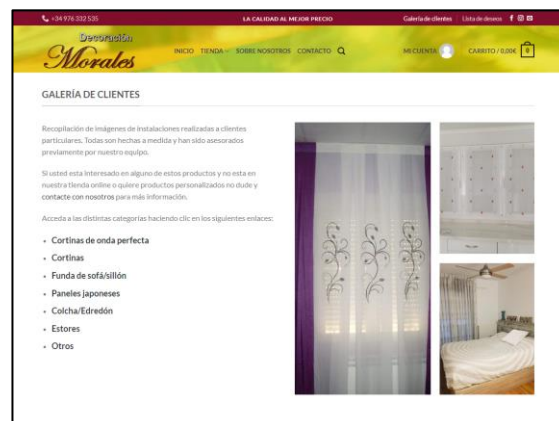 +34 976 332 535
LA CALIDAD AL MEJOR PRECIO
Galería de clientes
Lista de deseos
Decoración
Morales
INICIO TIENDA SOBRE NOSOTROS CONTACTO
MI CUENTA
CARRITO / 0,00€ 0
GALERÍA DE CLIENTES
Recopilación de imágenes de instalaciones realizadas a clientes
particulares. Todas son hechas a medida y han sido asesorados
previamente por nuestro equipo.
Si usted esta interesado en alguno de estos productos y no esta en
nuestra tienda online o quiere productos personalizados no dude y
contacte con nosotros para más información.
Acceda a las distintas categorías haciendo clic en los siguientes enlaces:
Cortinas de onda perfecta
Cortinas
Funda de sofá/sillón
Paneles japoneses
Colcha/Edredón
Estores
Otros